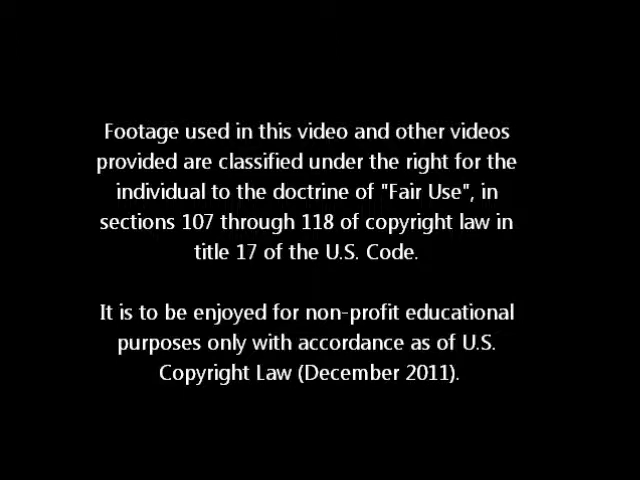 Footage used in this video and other videos
provided are classified under the right for the
individual to the doctrine of "Fair Use", in
sections 107 through 118 of copyright law in
title 17 of the U.S. Code.
It is to be enjoyed for non-profit educational
purposes only with accordance as of U.S.
Copyright Law (December 2011).